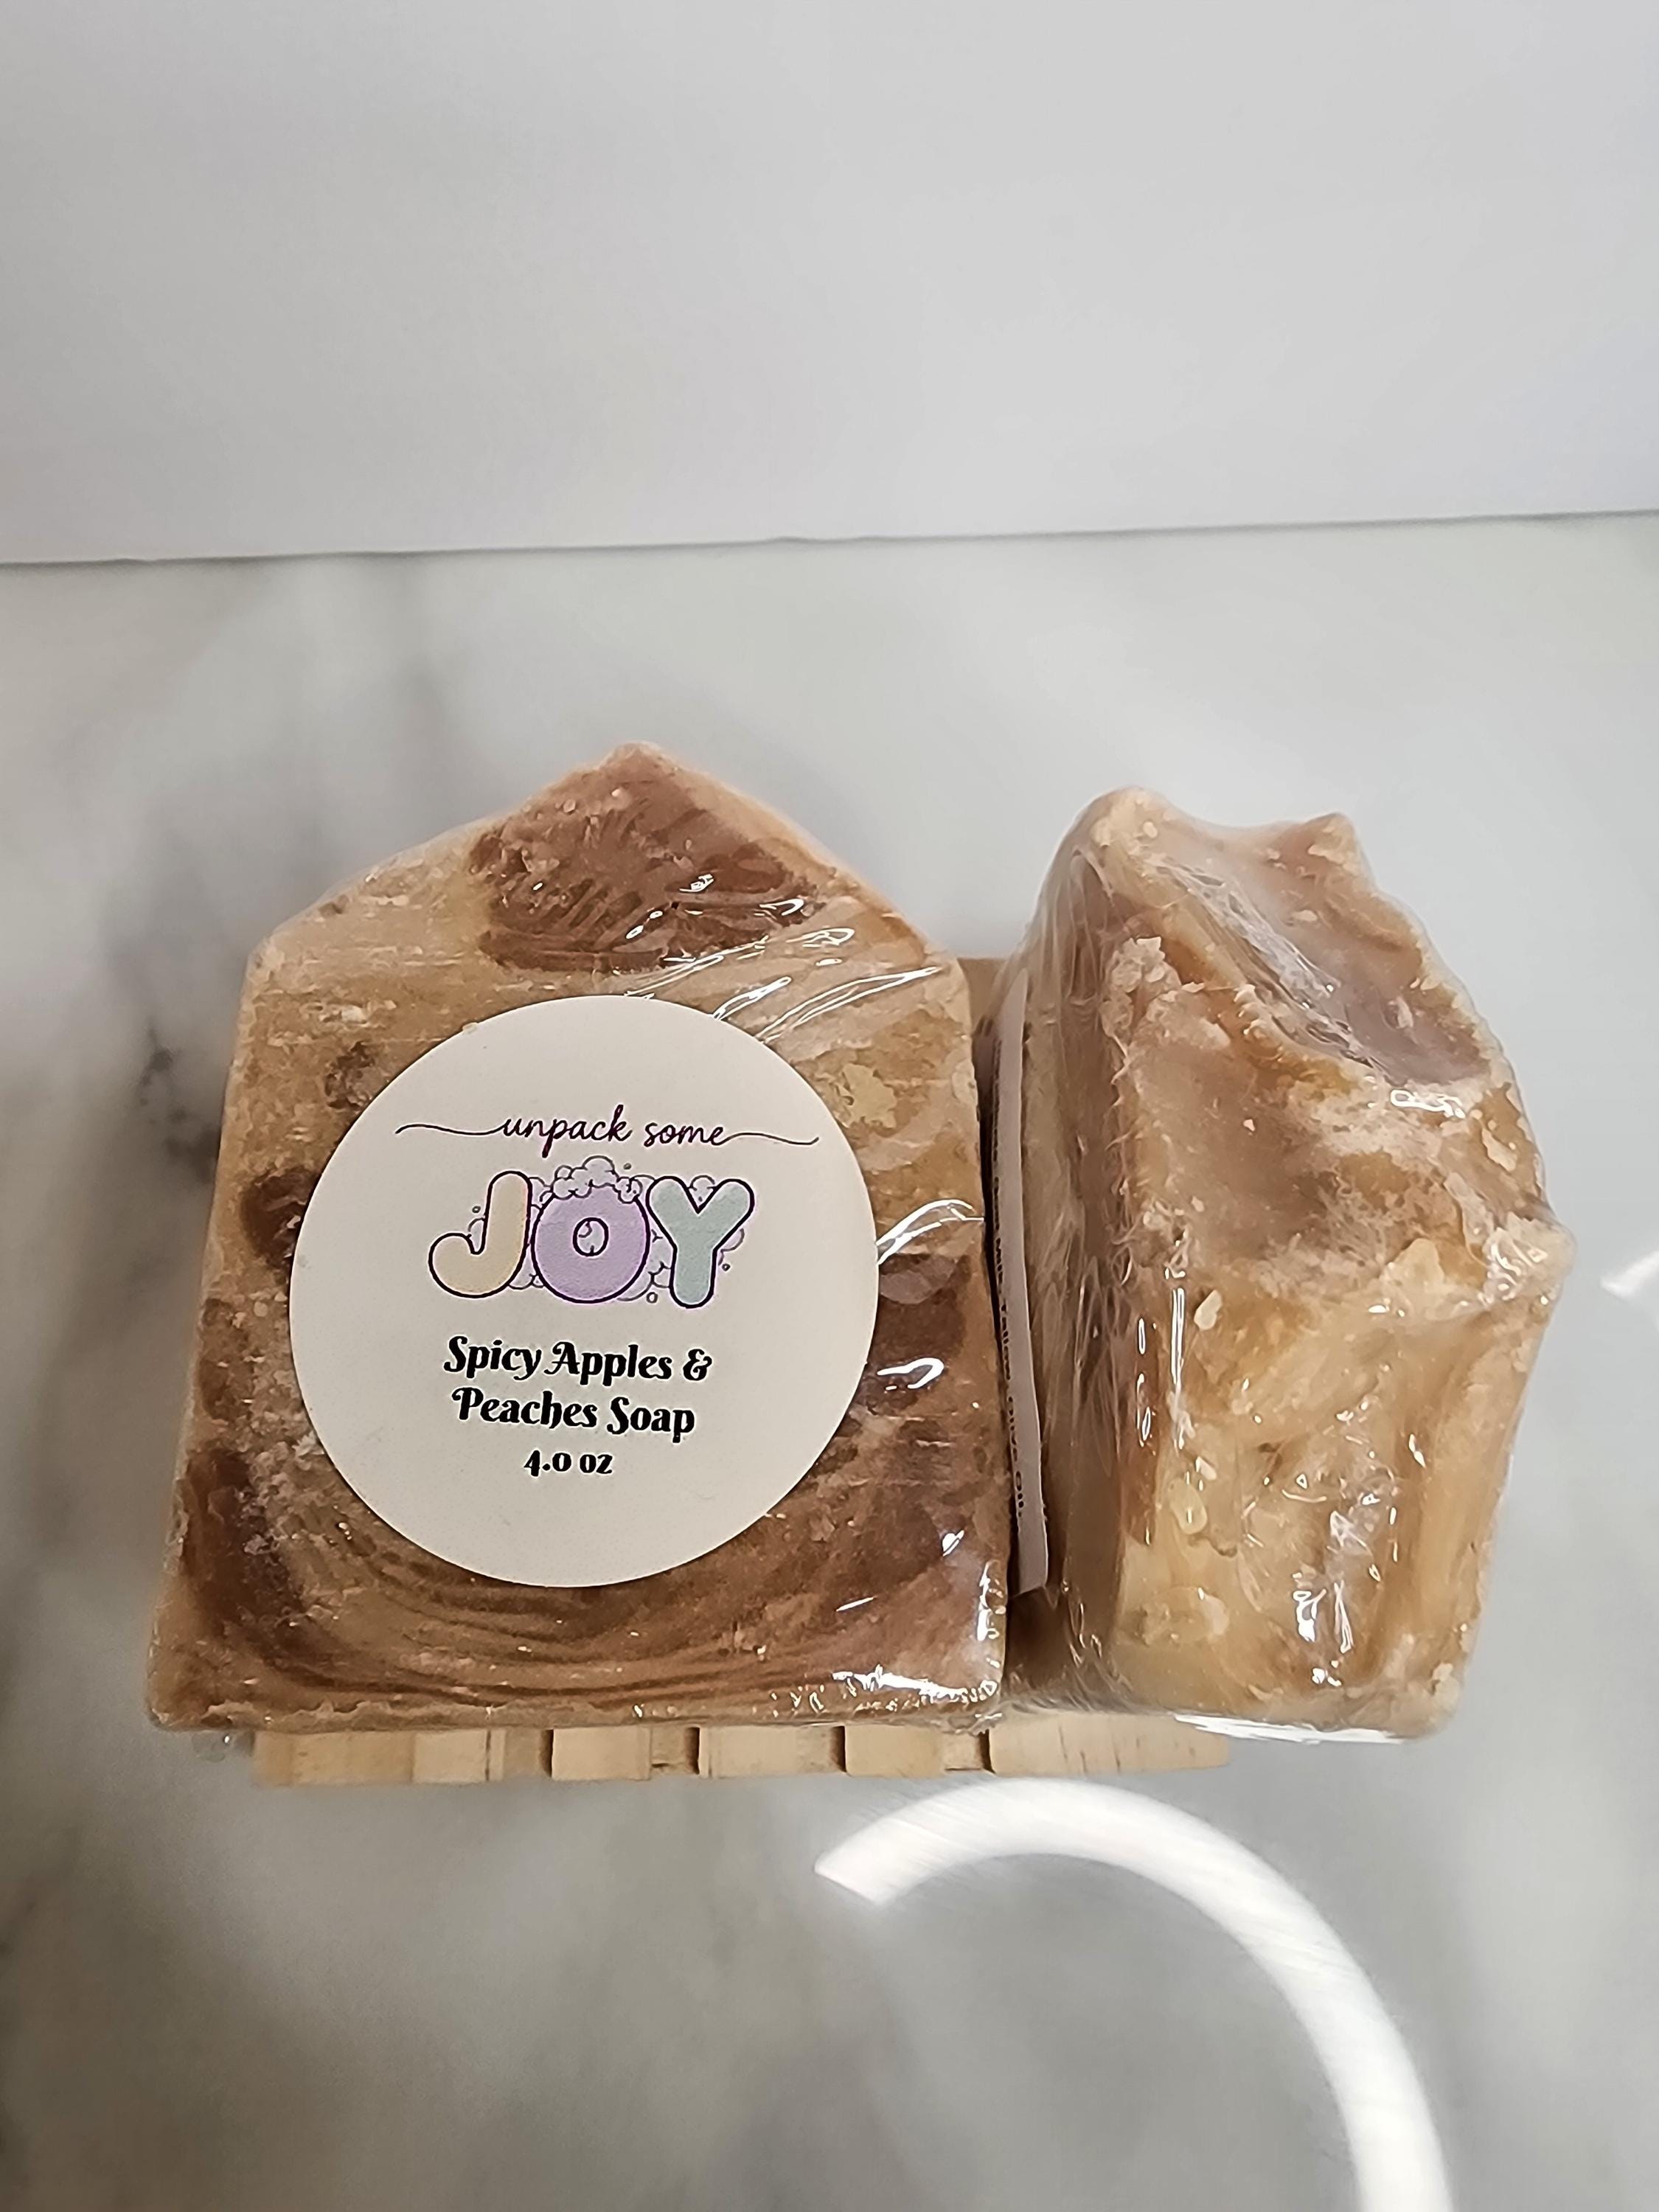 unpack some
JOY
Spicy Apples &
Peaches Soap
4.0 oz